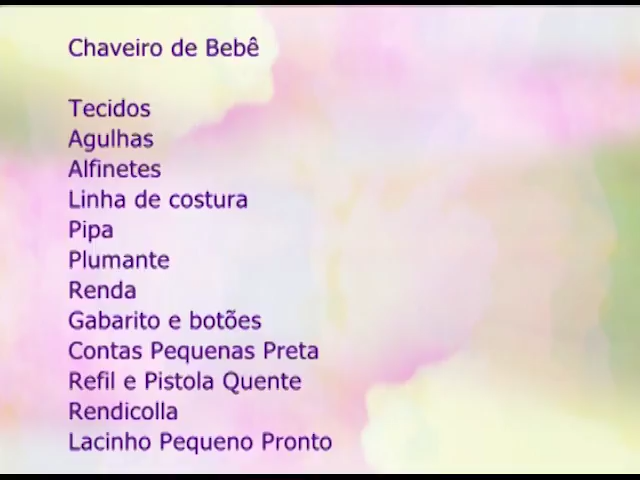 Chaveiro de Bebê
Tecidos
Agulhas
Alfinetes
Linha de costura
Pipa
Plumante
Renda
Gabarito e botões
Contas Pequenas Preta
Refil e Pistola Quente
Rendicolla
Lacinho Pequeno Pronto